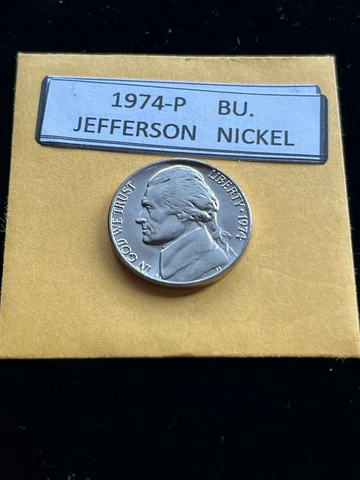 1974-P BU.
JEFFERSON NICKEL
IN GOD WE TRUST
LIBERTY · 1974